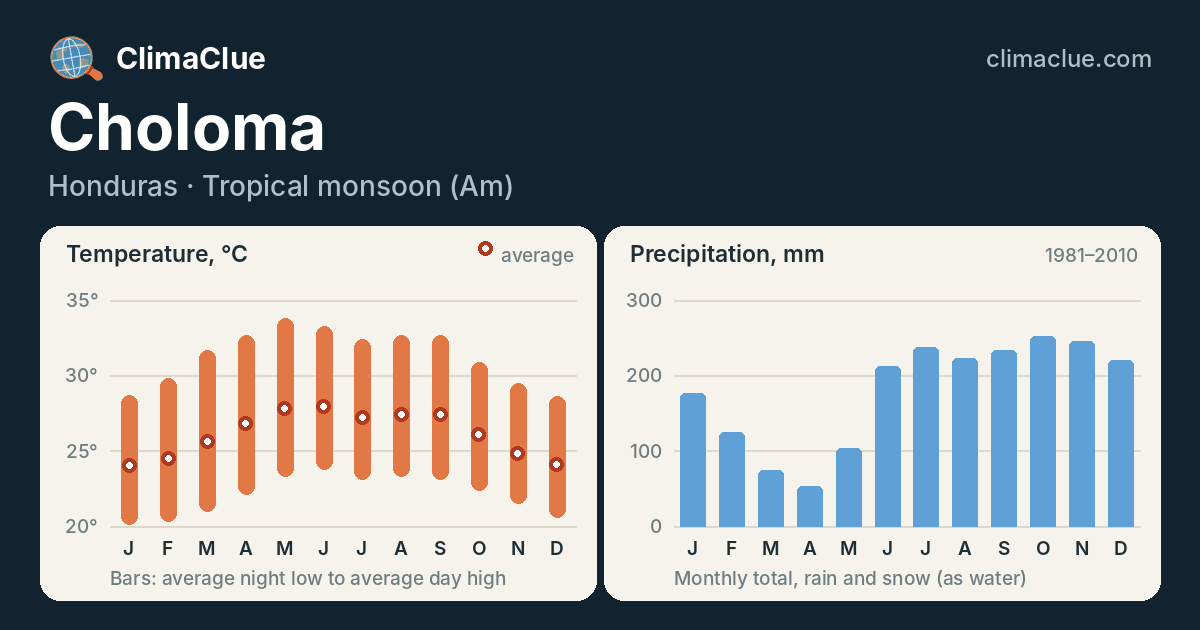 ClimaClue
climaclue.com
Choloma
Honduras · Tropical monsoon (Am)
Temperature, °C
average
35°
30°
25°
20°
J F M A M J J A S O N D
Bars: average night low to average day high
Precipitation, mm
1981–2010
300
200
100
0
J F M A M J J A S O N D
Monthly total, rain and snow (as water)